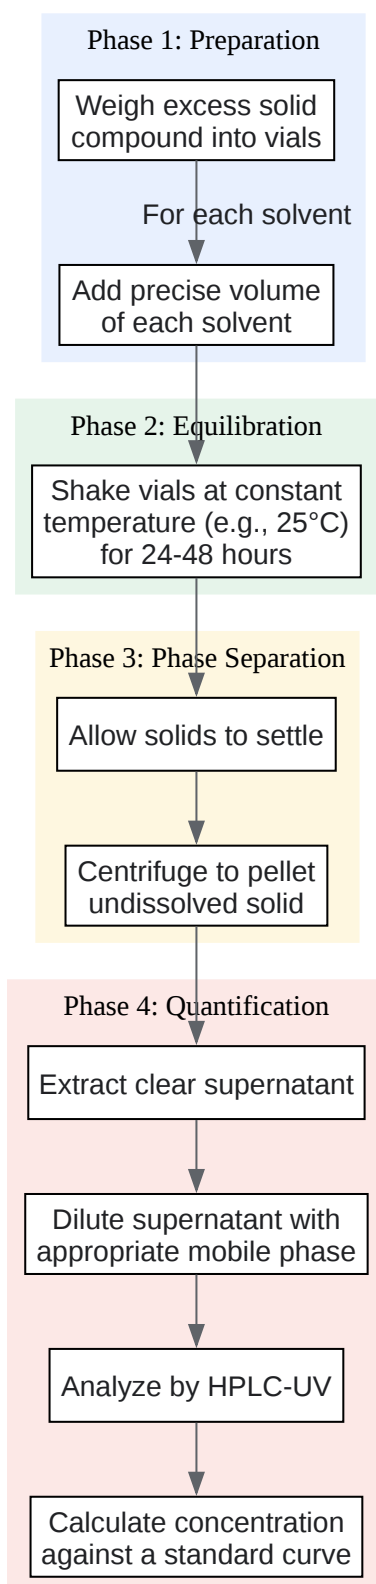 Phase 1: Preparation
Weigh excess solid
compound into vials
For each solvent
Add precise volume
of each solvent
Phase 2: Equilibration
Shake vials at constant
temperature (e.g., 25°C)
for 24-48 hours
Phase 3: Phase Separation
Allow solids to settle
Centrifuge to pellet
undissolved solid
Phase 4: Quantification
Extract clear supernatant
Dilute supernatant with
appropriate mobile phase
Analyze by HPLC-UV
Calculate concentration
against a standard curve